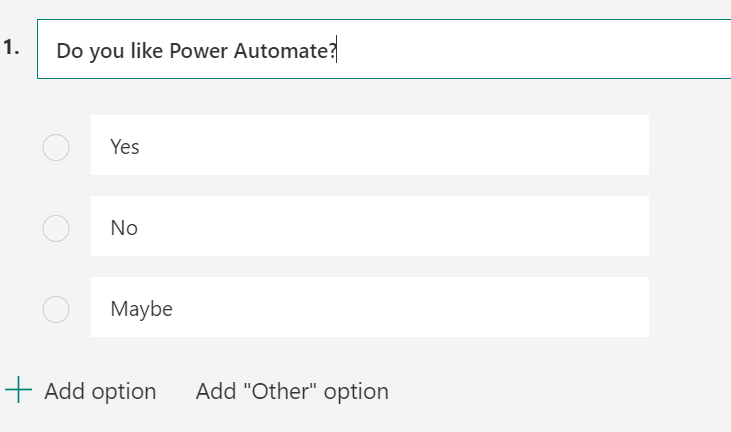 1. Do you like Power Automate?
Yes
No
Maybe
Add option Add "Other" option